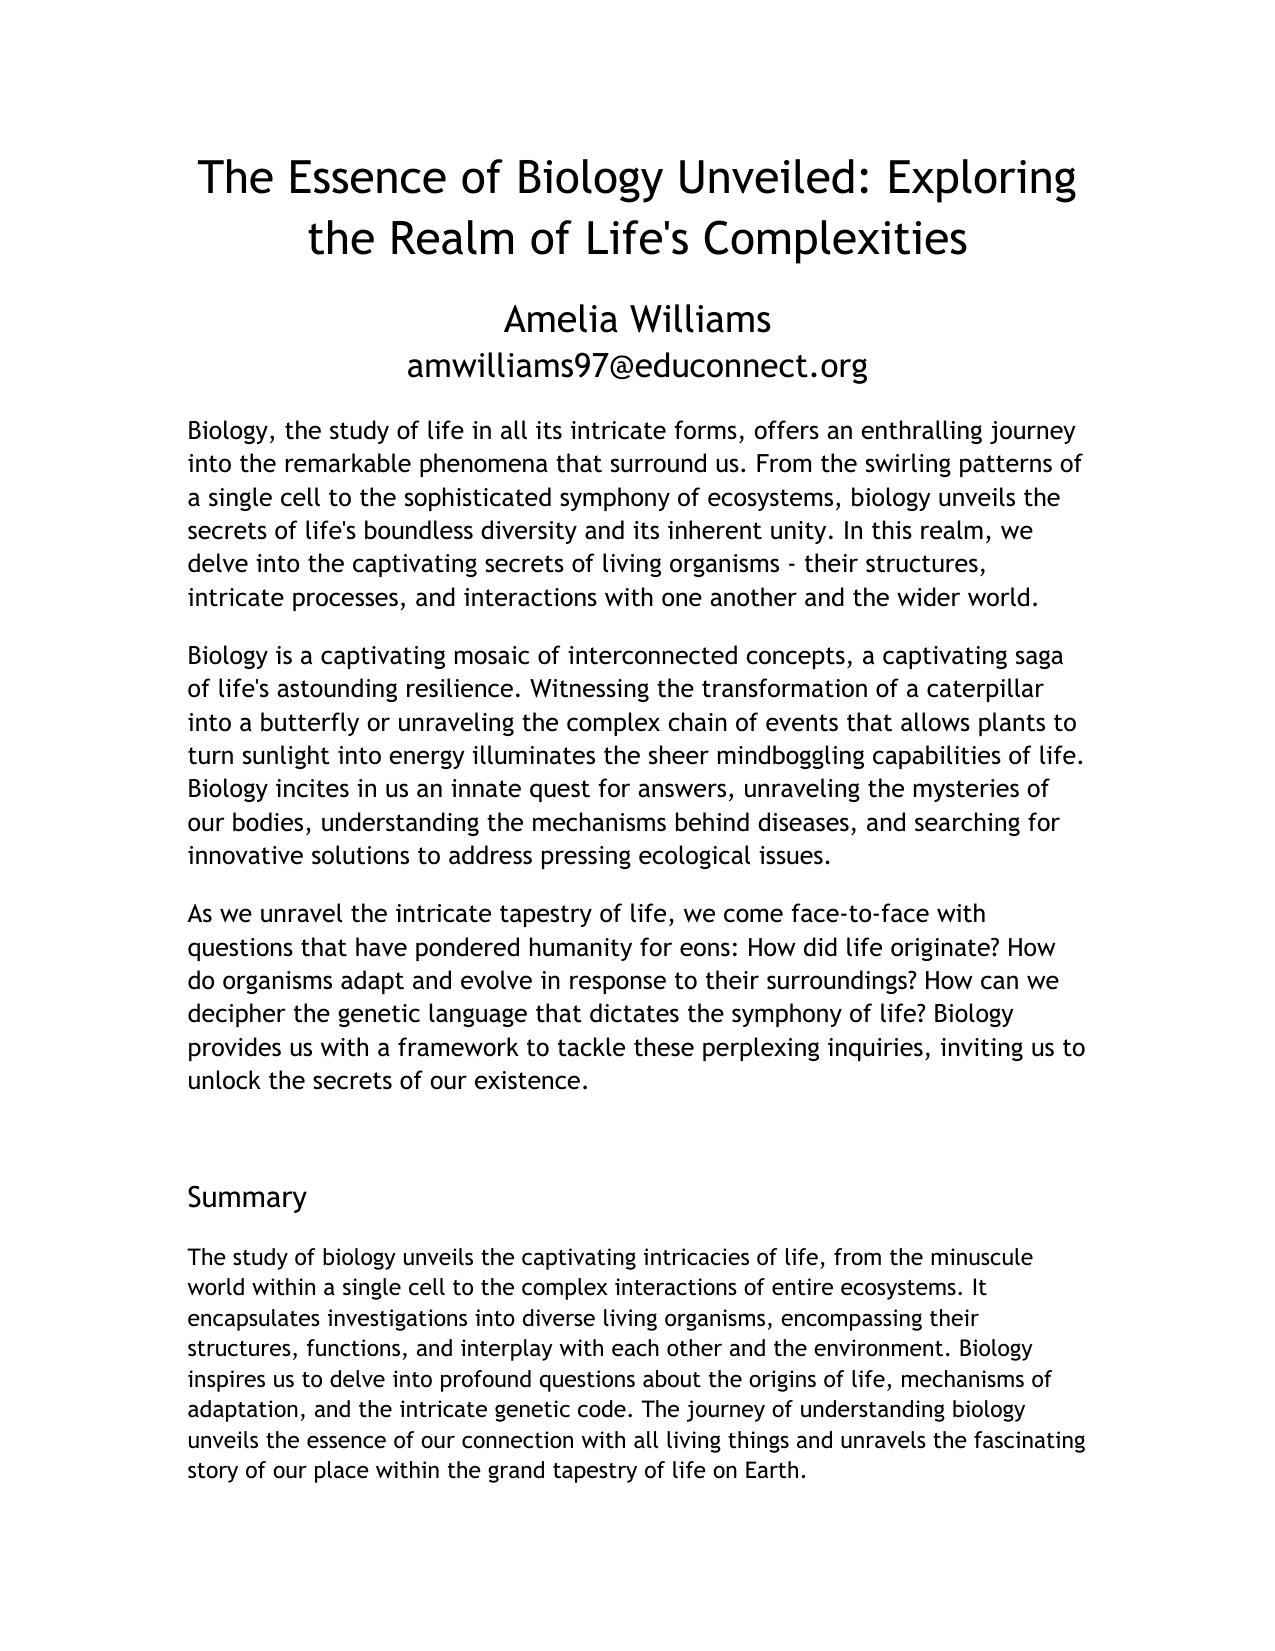 The Essence of Biology Unveiled: Exploring
the Realm of Life's Complexities
Amelia Williams
amwilliams97@educonnect.org
Biology, the study of life in all its intricate forms, offers an enthralling journey
into the remarkable phenomena that surround us. From the swirling patterns of
a single cell to the sophisticated symphony of ecosystems, biology unveils the
secrets of life's boundless diversity and its inherent unity. In this realm, we
delve into the captivating secrets of living organisms - their structures,
intricate processes, and interactions with one another and the wider world.
Biology is a captivating mosaic of interconnected concepts, a captivating saga
of life's astounding resilience. Witnessing the transformation of a caterpillar
into a butterfly or unraveling the complex chain of events that allows plants to
turn sunlight into energy illuminates the sheer mindboggling capabilities of life.
Biology incites in us an innate quest for answers, unraveling the mysteries of
our bodies, understanding the mechanisms behind diseases, and searching for
innovative solutions to address pressing ecological issues.
As we unravel the intricate tapestry of life, we come face-to-face with
questions that have pondered humanity for eons: How did life originate? How
do organisms adapt and evolve in response to their surroundings? How can we
decipher the genetic language that dictates the symphony of life? Biology
provides us with a framework to tackle these perplexing inquiries, inviting us to
unlock the secrets of our existence.
Summary
The study of biology unveils the captivating intricacies of life, from the minuscule
world within a single cell to the complex interactions of entire ecosystems. It
encapsulates investigations into diverse living organisms, encompassing their
structures, functions, and interplay with each other and the environment. Biology
inspires us to delve into profound questions about the origins of life, mechanisms of
adaptation, and the intricate genetic code. The journey of understanding biology
unveils the essence of our connection with all living things and unravels the fascinating
story of our place within the grand tapestry of life on Earth.